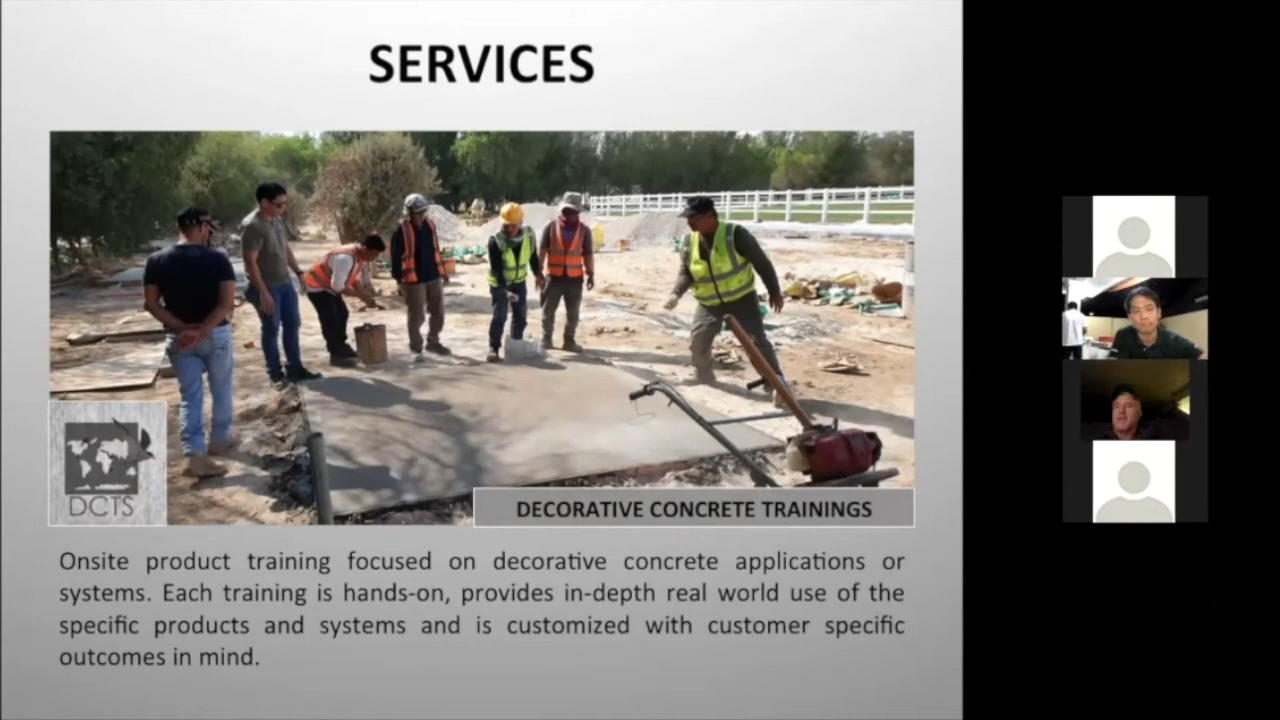 SERVICES
DCTS
DECORATIVE CONCRETE TRAININGS
Onsite product training focused on decorative concrete applications or
systems. Each training is hands-on, provides in-depth real world use of the
specific products and systems and is customized with customer specific
outcomes in mind.